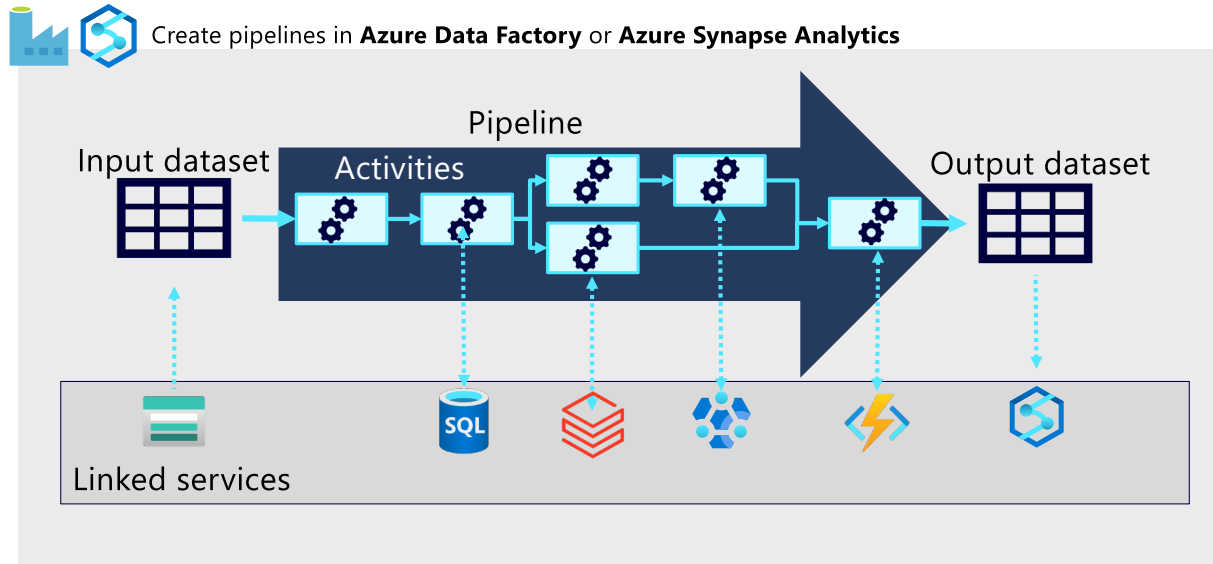 Create pipelines in Azure Data Factory or Azure Synapse Analytics
Pipeline
Input dataset
Activities
Output dataset
SQL
Linked services